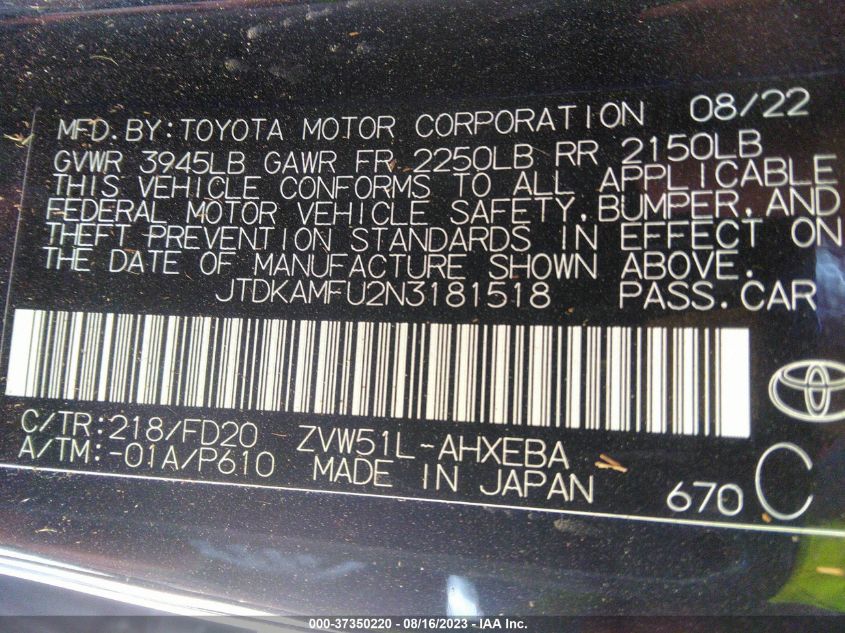 MFD.BY:TOYOTA MOTOR CORPORATION 08/22
GVWR 3945LB GAWR FR 2250LB RR 2150LB
THIS VEHICLE CONFORMS TO ALL APPLICABLE
FEDERAL MOTOR VEHICLE SAFETY,BUMPER,AND
THEFT PREVENTION STANDARDS IN EFFECT ON
THE DATE OF MANUFACTURE SHOWN ABOVE.
JTDKAMFU2N3181518 PASS.CAR
C/TR:218/FD20 ZVW51L-AHXEBA
A/TM:-01A/P610 MADE IN JAPAN
670 C
000-37350220 - 08/16/2023 - IAA Inc.